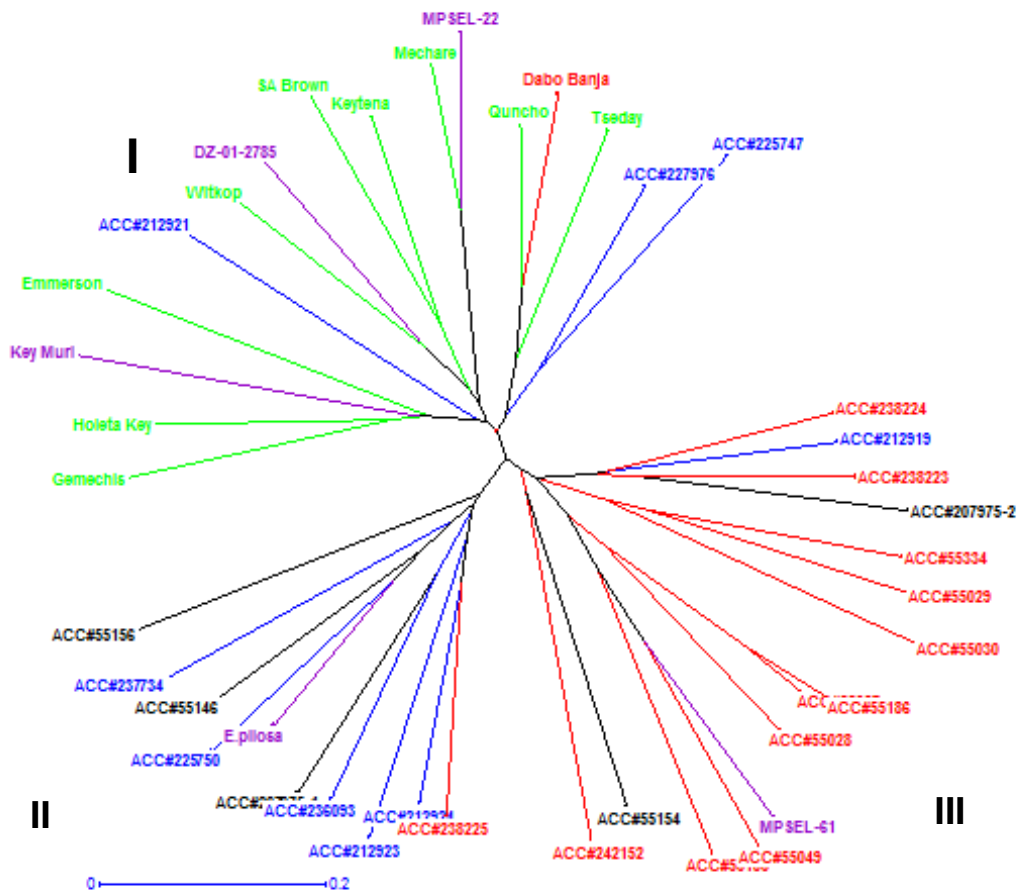 MPSEL-22
Mechare
Dabo Banja
SA Brown
Keytena
Quncho
Tseday
I
DZ-01-2785
ACC#225747
ACC#227976
Witkop
ACC#212921
Emmerson
Key Muri
Holeta Key
Gemechis
ACC#238224
ACC#212919
ACC#238223
ACC#207975-2
ACC#55334
ACC#55029
ACC#55030
ACC#55156
ACC#237734
ACC#55146
E.pilosa
ACC#225750
ACC#55186
ACC#55028
ACC#236093
ACC#238225
ACC#212923
ACC#55154
MPSEL-61
ACC#242152
ACC#55049
II
III
0 0.2